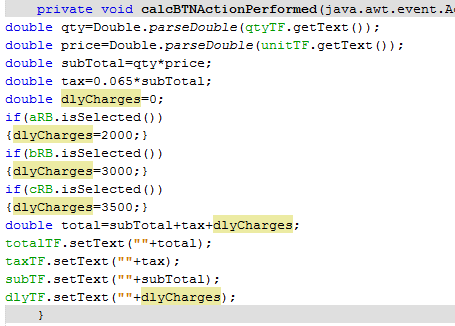 private void calcBTNActionPerformed(java.awt.event.A
double qty=Double.parseDouble(qtyTF.getText());
double price=Double.parseDouble(unitTF.getText());
double subTotal=qty*price;
double tax=0.065*subTotal;
double dlyCharges=0;
if(aRB.isSelected())
{dlyCharges=2000;}
if(bRB.isSelected())
{dlyCharges=3000;}
if(cRB.isSelected())
{dlyCharges=3500;}
double total=subTotal+tax+dlyCharges;
totalTF.setText(""+total);
taxTF.setText(""+tax);
subTF.setText(""+subTotal);
dlyTF.setText(""+dlyCharges);
}